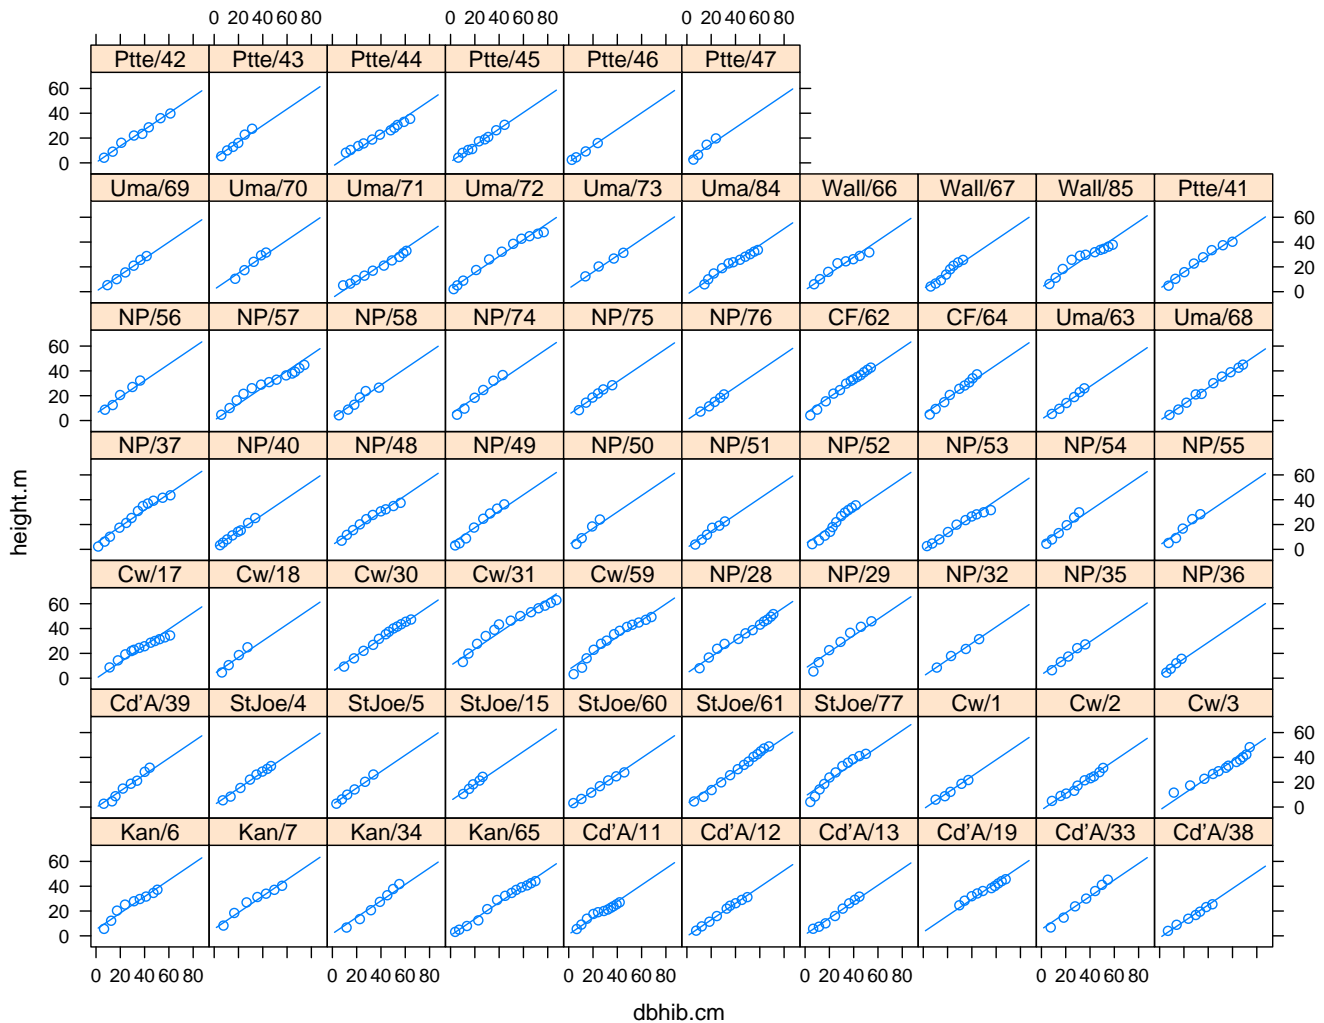 0 20 40 60 80 0 20 40 60 80 0 20 40 60 80
Ptte/42 Ptte/43 Ptte/44 Ptte/45 Ptte/46 Ptte/47
60
40
20
0
Uma/69 Uma/70 Uma/71 Uma/72 Uma/73 Uma/84 Wall/66 Wall/67 Wall/85 Ptte/41
60
40
20
0
NP/56 NP/57 NP/58 NP/74 NP/75 NP/76 CF/62 CF/64 Uma/63 Uma/68
60
40
20
0
NP/37 NP/40 NP/48 NP/49 NP/50 NP/51 NP/52 NP/53 NP/54 NP/55
60
40
20
0
height.m
Cw/17 Cw/18 Cw/30 Cw/31 Cw/59 NP/28 NP/29 NP/32 NP/35 NP/36
60
40
20
0
Cd'A/39 StJoe/4 StJoe/5 StJoe/15 StJoe/60 StJoe/61 StJoe/77 Cw/1 Cw/2 Cw/3
60
40
20
0
Kan/6 Kan/7 Kan/34 Kan/65 Cd'A/11 Cd'A/12 Cd'A/13 Cd'A/19 Cd'A/33 Cd'A/38
60
40
20
0
0 20 40 60 80 0 20 40 60 80 0 20 40 60 80 0 20 40 60 80 0 20 40 60 80
dbhib.cm